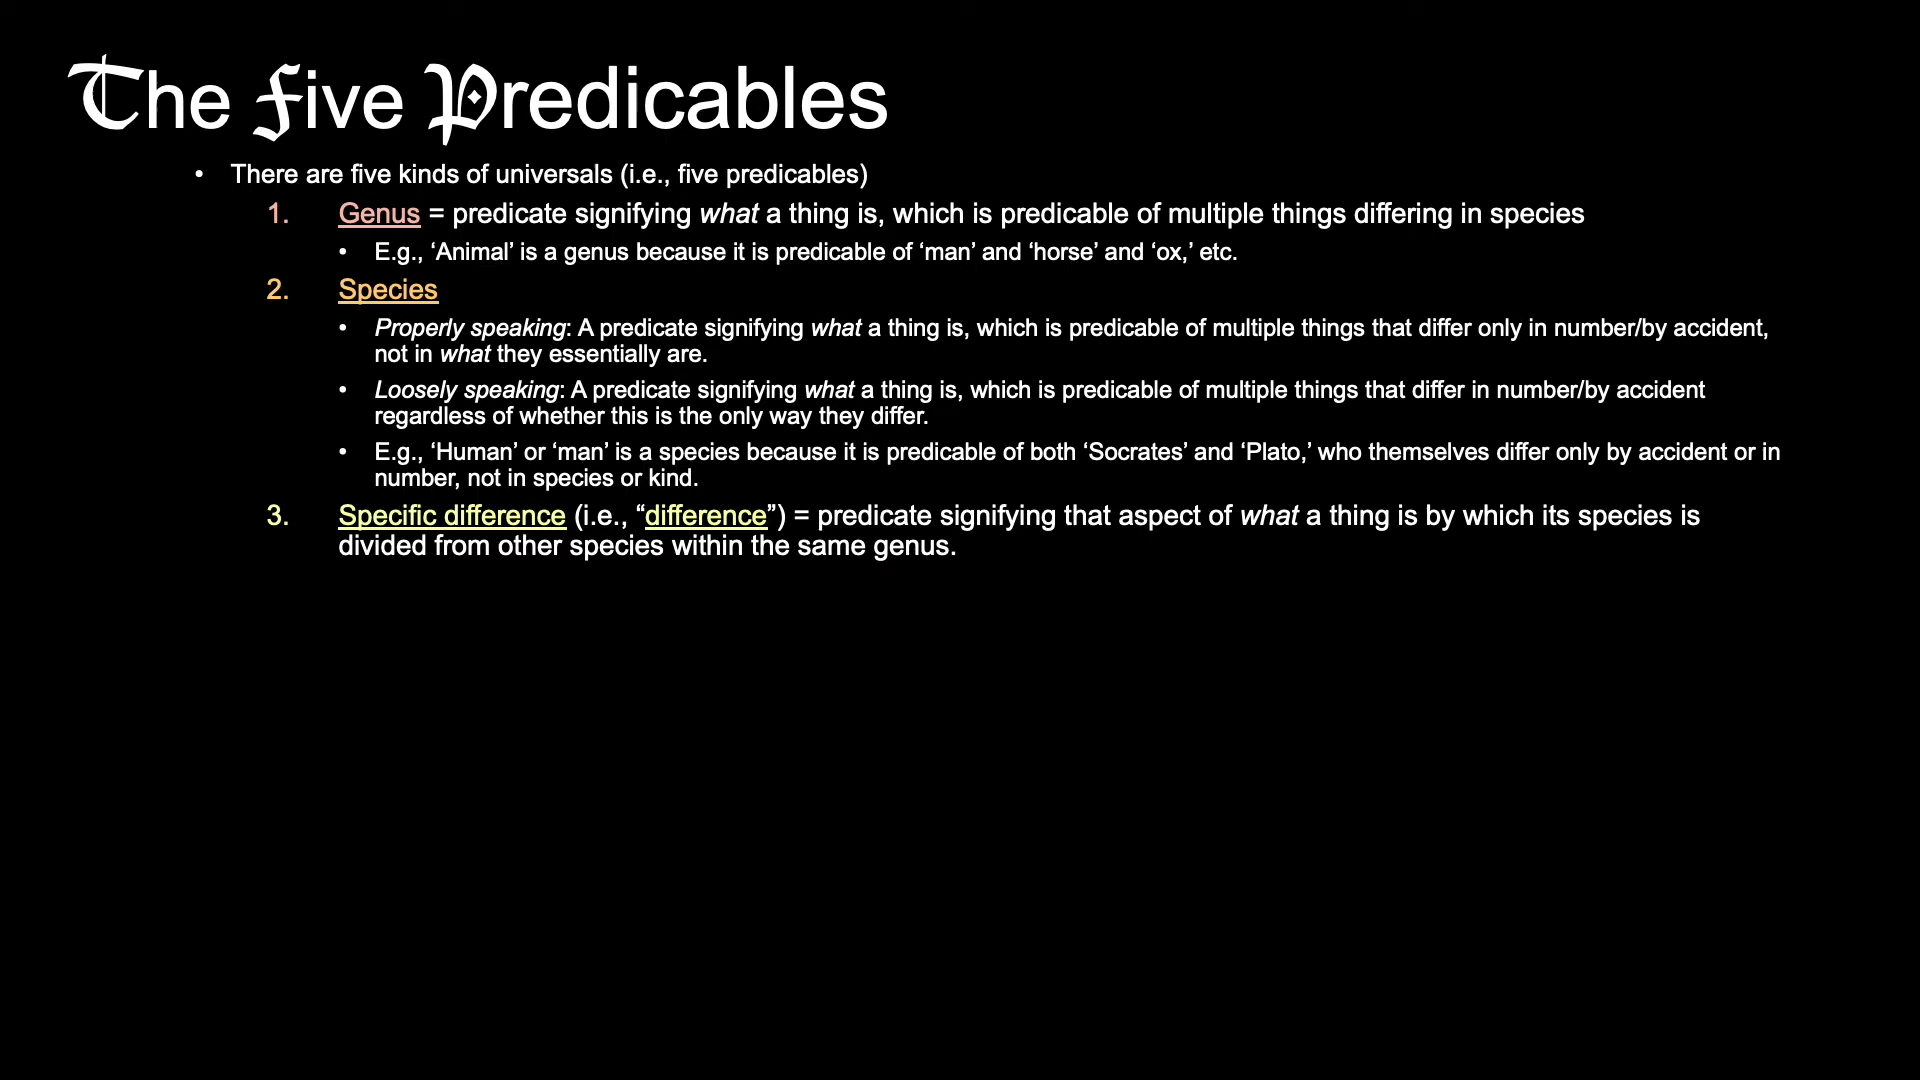 The Five Predicables
• There are five kinds of universals (i.e., five predicables)
1. Genus = predicate signifying what a thing is, which is predicable of multiple things differing in species
• E.g., ‘Animal’ is a genus because it is predicable of ‘man’ and ‘horse’ and ‘ox,’ etc.
2. Species
• Properly speaking: A predicate signifying what a thing is, which is predicable of multiple things that differ only in number/by accident,
not in what they essentially are.
• Loosely speaking: A predicate signifying what a thing is, which is predicable of multiple things that differ in number/by accident
regardless of whether this is the only way they differ.
• E.g., ‘Human’ or ‘man’ is a species because it is predicable of both ‘Socrates’ and ‘Plato,’ who themselves differ only by accident or in
number, not in species or kind.
3. Specific difference (i.e., “difference”) = predicate signifying that aspect of what a thing is by which its species is
divided from other species within the same genus.